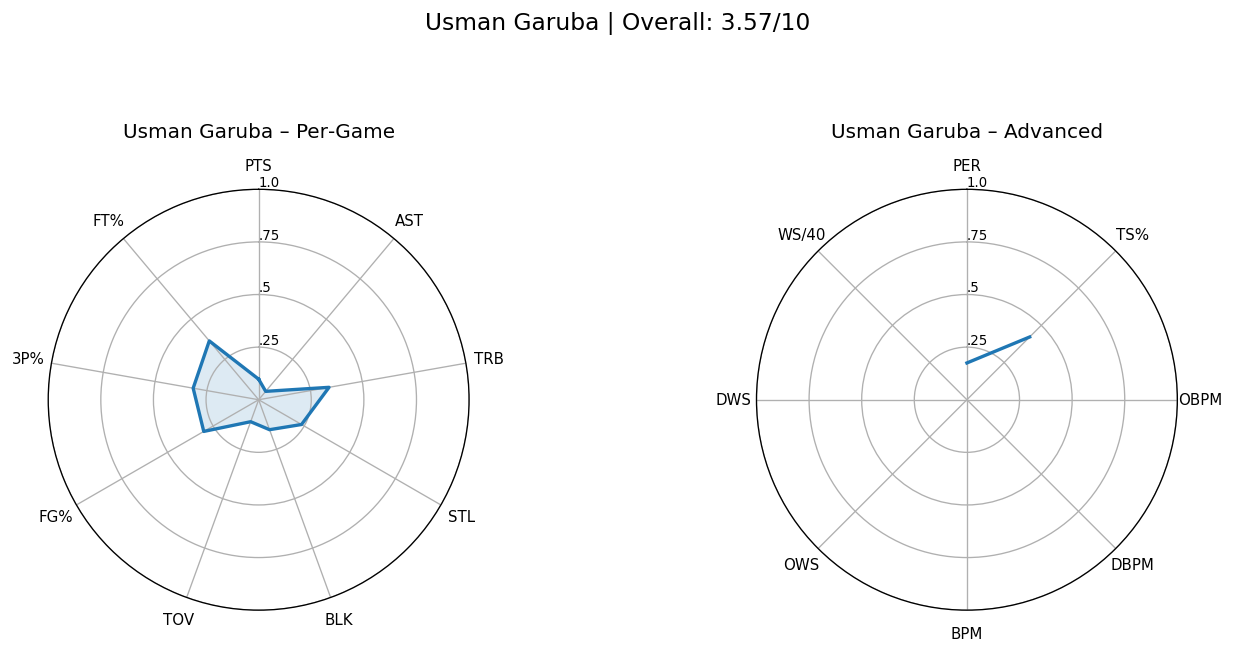 Usman Garuba | Overall: 3.57/10
Usman Garuba – Per-Game
PTS
1.0
.75
.5
.25
AST
TRB
STL
BLK
TOV
FG%
3P%
FT%
Usman Garuba – Advanced
PER
1.0
.75
.5
.25
TS%
OBPM
DBPM
BPM
OWS
DWS
WS/40